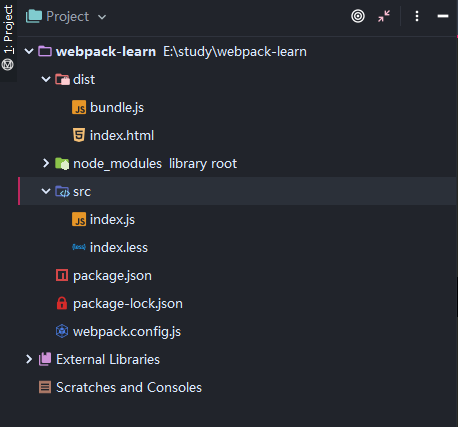 1: Project
Project
webpack-learn E:\study\webpack-learn
dist
JS bundle.js
5 index.html
node_modules library root
src
JS index.js
{less} index.less
package.json
package-lock.json
webpack.config.js
External Libraries
Scratches and Consoles